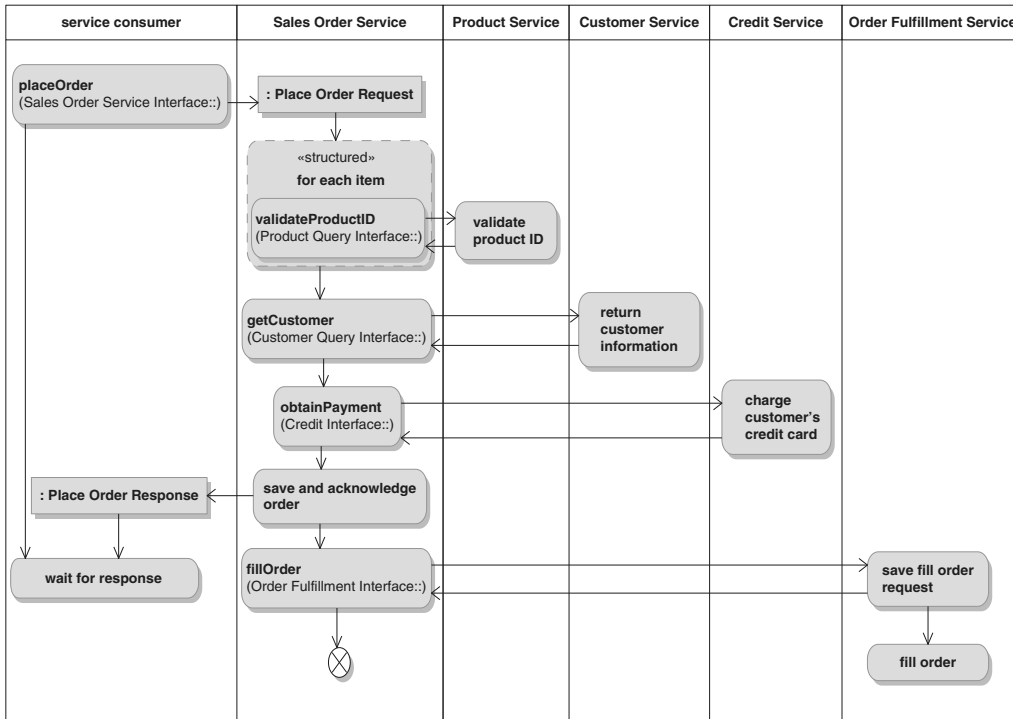 service consumer
Sales Order Service
Product Service
Customer Service
Credit Service
Order Fulfillment Service
placeOrder
(Sales Order Service Interface::)
: Place Order Request
«structured»
for each item
validateProductID
(Product Query Interface::)
validate
product ID
getCustomer
(Customer Query Interface::)
return
customer
information
obtainPayment
(Credit Interface::)
charge
customer's
credit card
: Place Order Response
save and acknowledge
order
wait for response
fillOrder
(Order Fulfillment Interface::)
save fill order
request
fill order